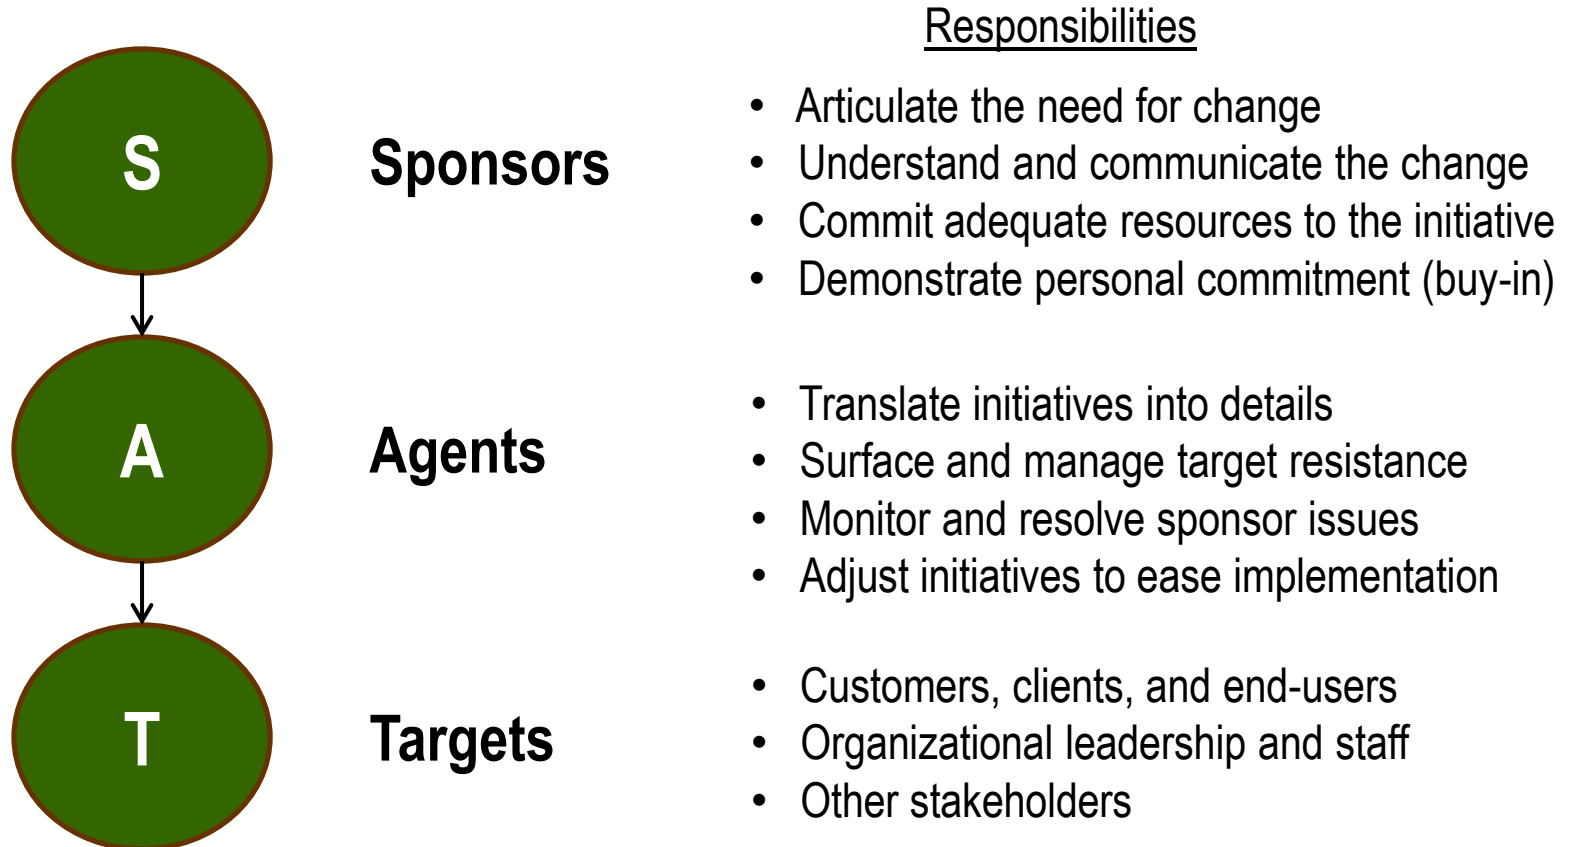 Responsibilities
S
Sponsors
• Articulate the need for change
• Understand and communicate the change
• Commit adequate resources to the initiative
• Demonstrate personal commitment (buy-in)
A
Agents
• Translate initiatives into details
• Surface and manage target resistance
• Monitor and resolve sponsor issues
• Adjust initiatives to ease implementation
T
Targets
• Customers, clients, and end-users
• Organizational leadership and staff
• Other stakeholders